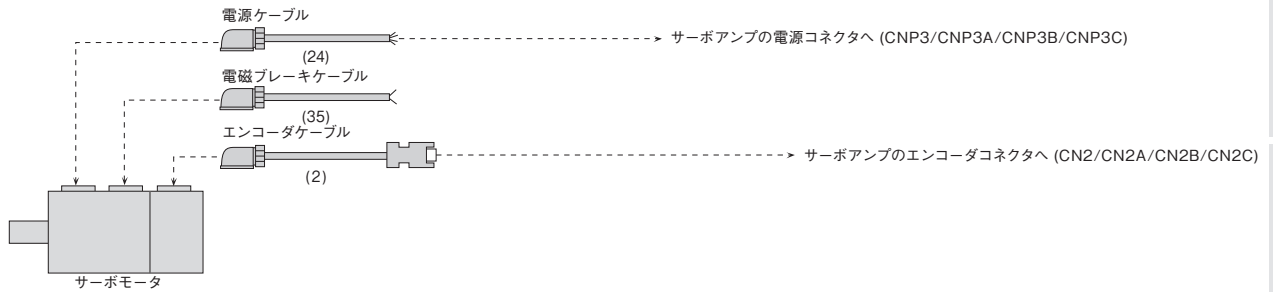 電源ケーブル
サーボアンプの電源コネクタへ (CNP3/CNP3A/CNP3B/CNP3C)
(24)
電磁ブレーキケーブル
(35)
エンコーダケーブル
サーボアンプのエンコーダコネクタへ (CN2/CN2A/CN2B/CN2C)
(2)
サーボモータ